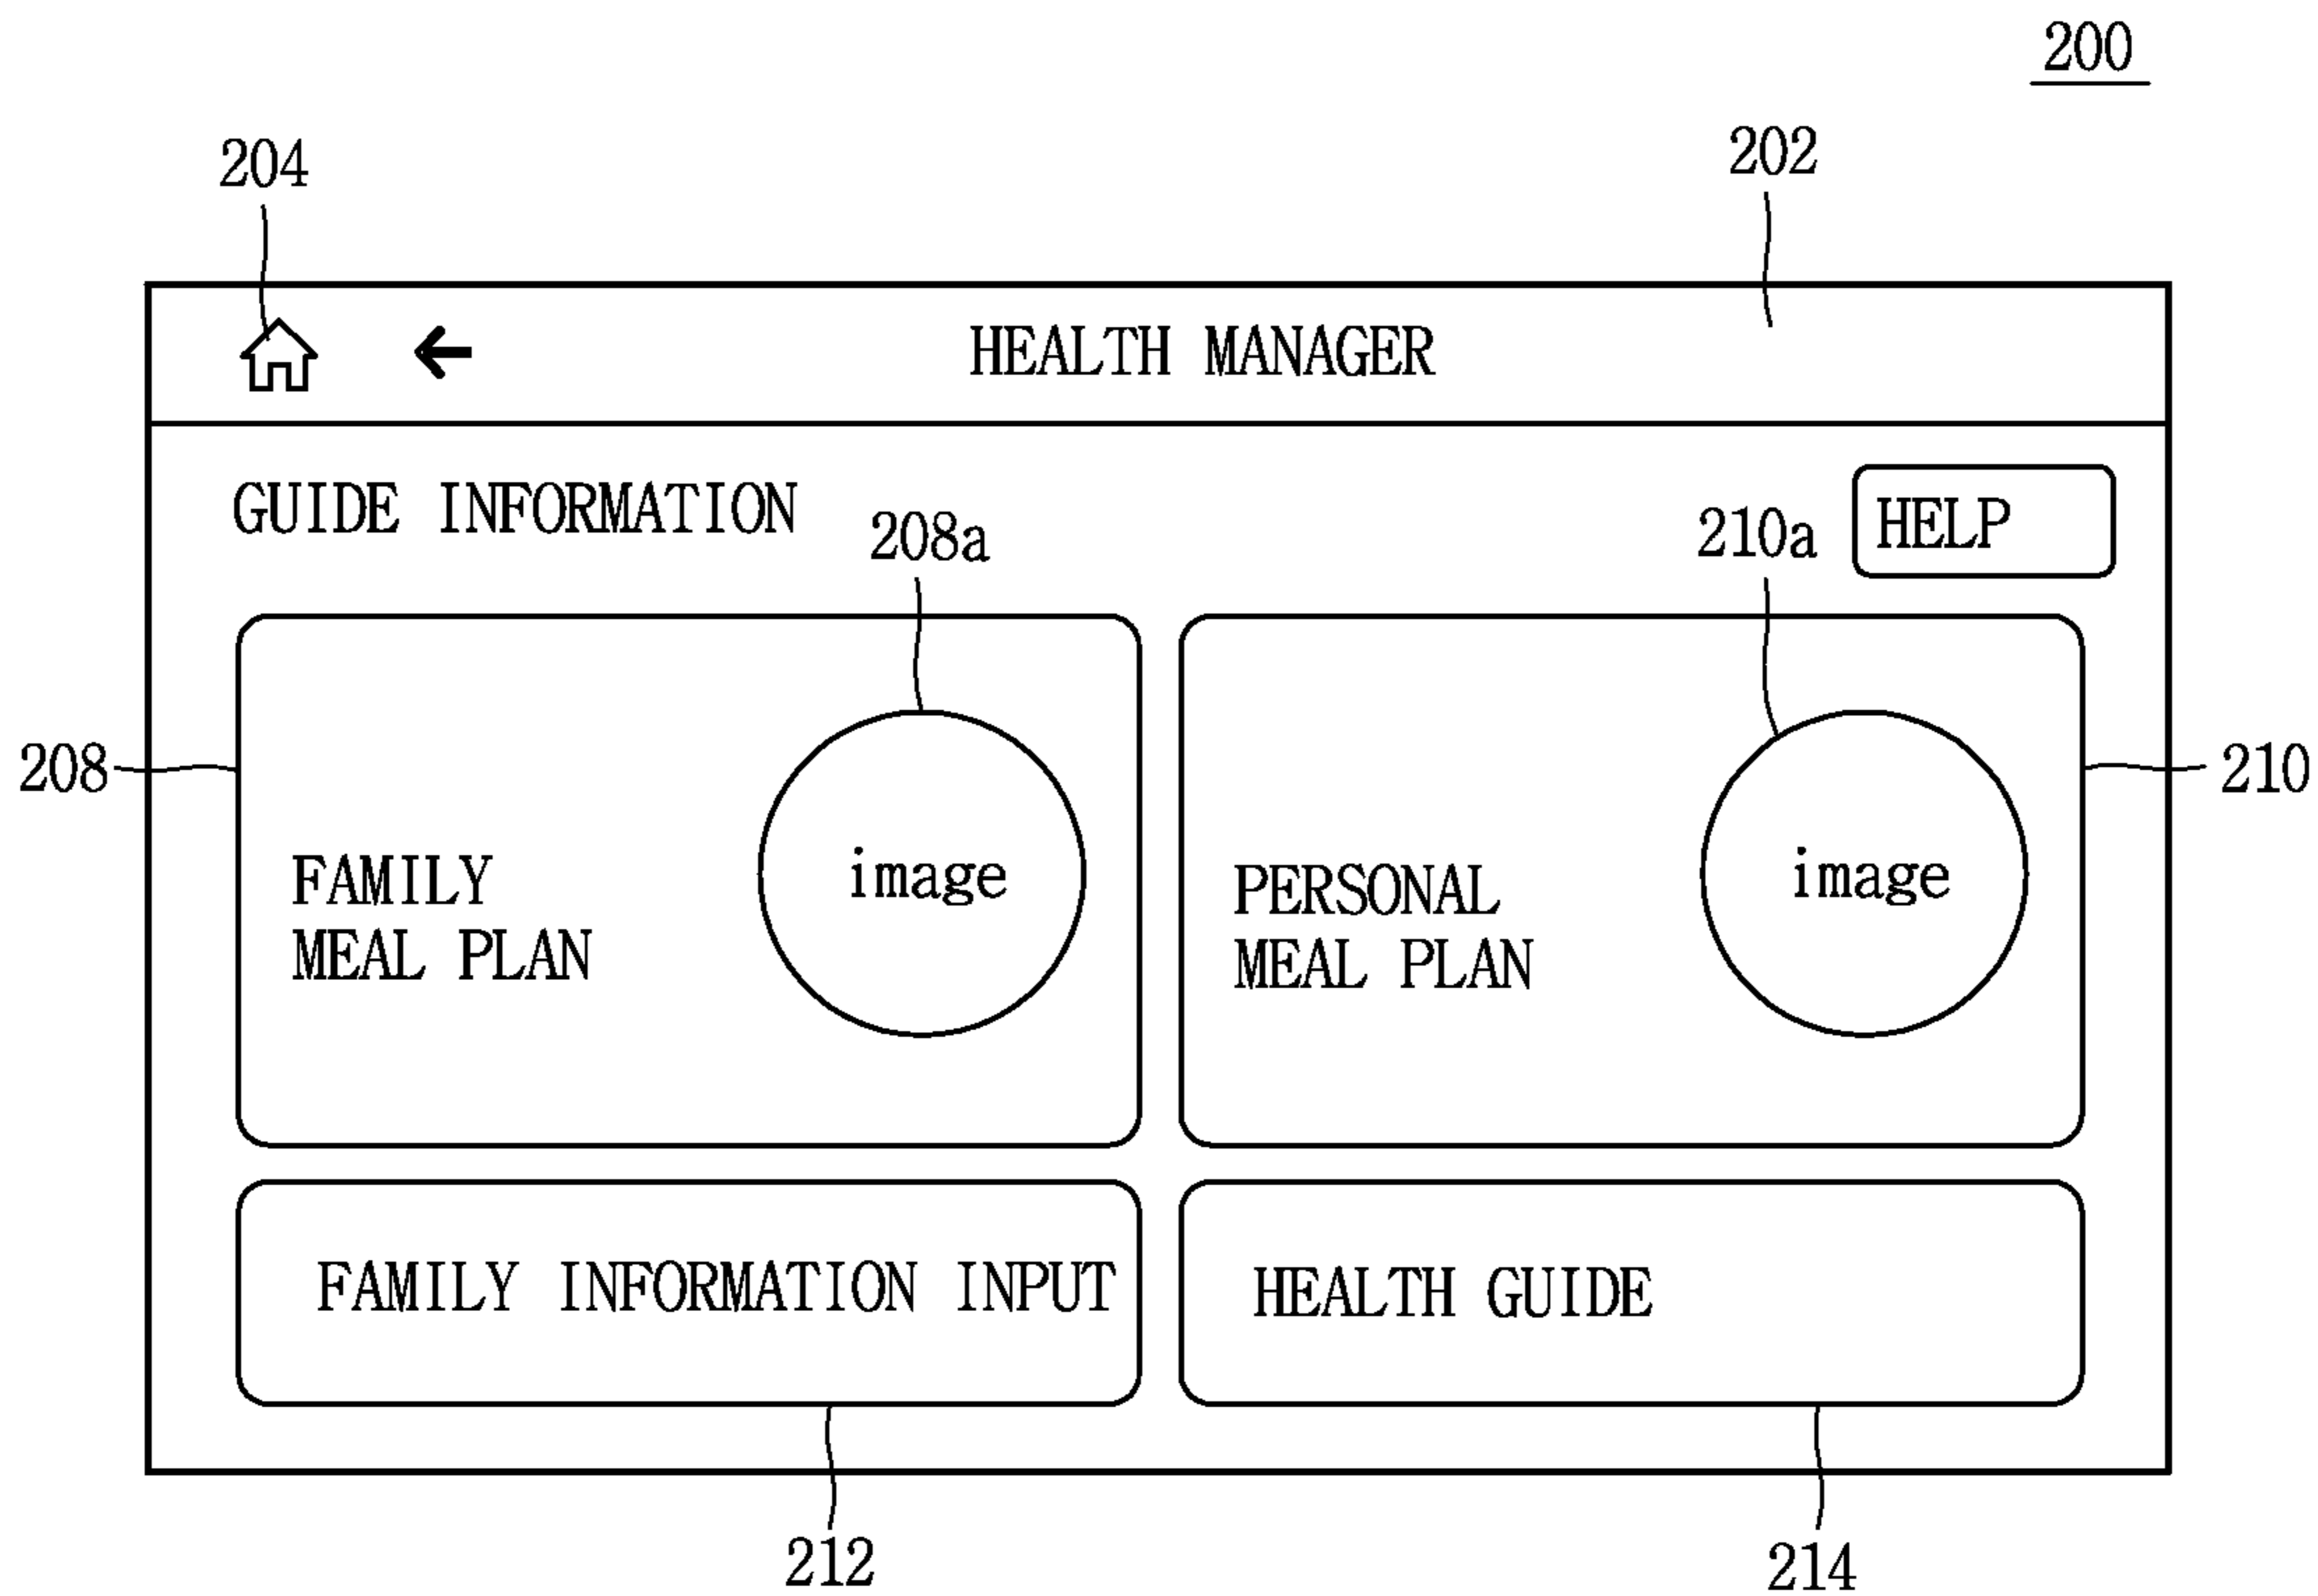 200
204
202
HEALTH MANAGER
GUIDE INFORMATION
HELP
208a
210a
208
210
FAMILY
MEAL PLAN
image
PERSONAL
MEAL PLAN
image
FAMILY INFORMATION INPUT
HEALTH GUIDE
212
214